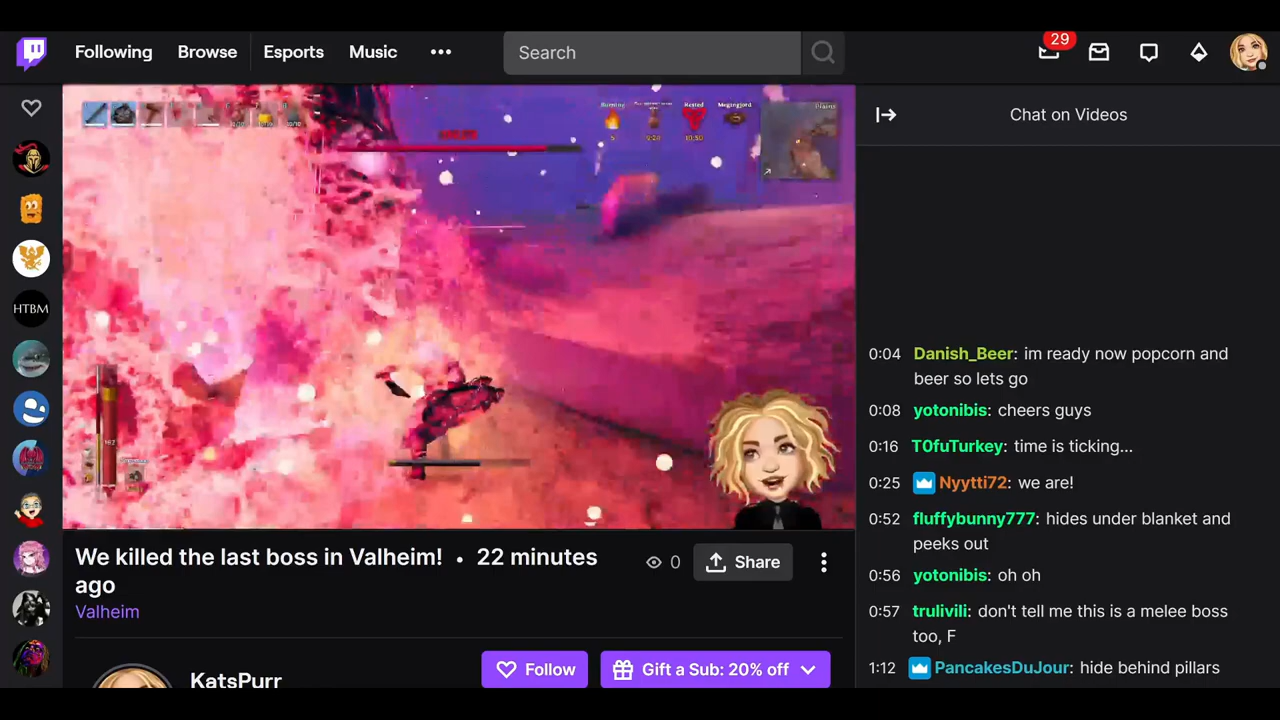 Following Browse Esports Music •••
Search
29
Chat on Videos
HTBM
Burning
Rested
Megingjord
Plains
0:04 Danish_Beer: im ready now popcorn and
beer so lets go
0:08 yotonibis: cheers guys
0:16 T0fuTurkey: time is ticking...
0:25 Nyytti72: we are!
0:52 fluffybunny777: hides under blanket and
peeks out
0:56 yotonibis: oh oh
0:57 trulivili: don't tell me this is a melee boss
too, F
1:12 PancakesDuJour: hide behind pillars
We killed the last boss in Valheim! • 22 minutes
ago
0
Share
Valheim
KatsPurr
Follow
Gift a Sub: 20% off